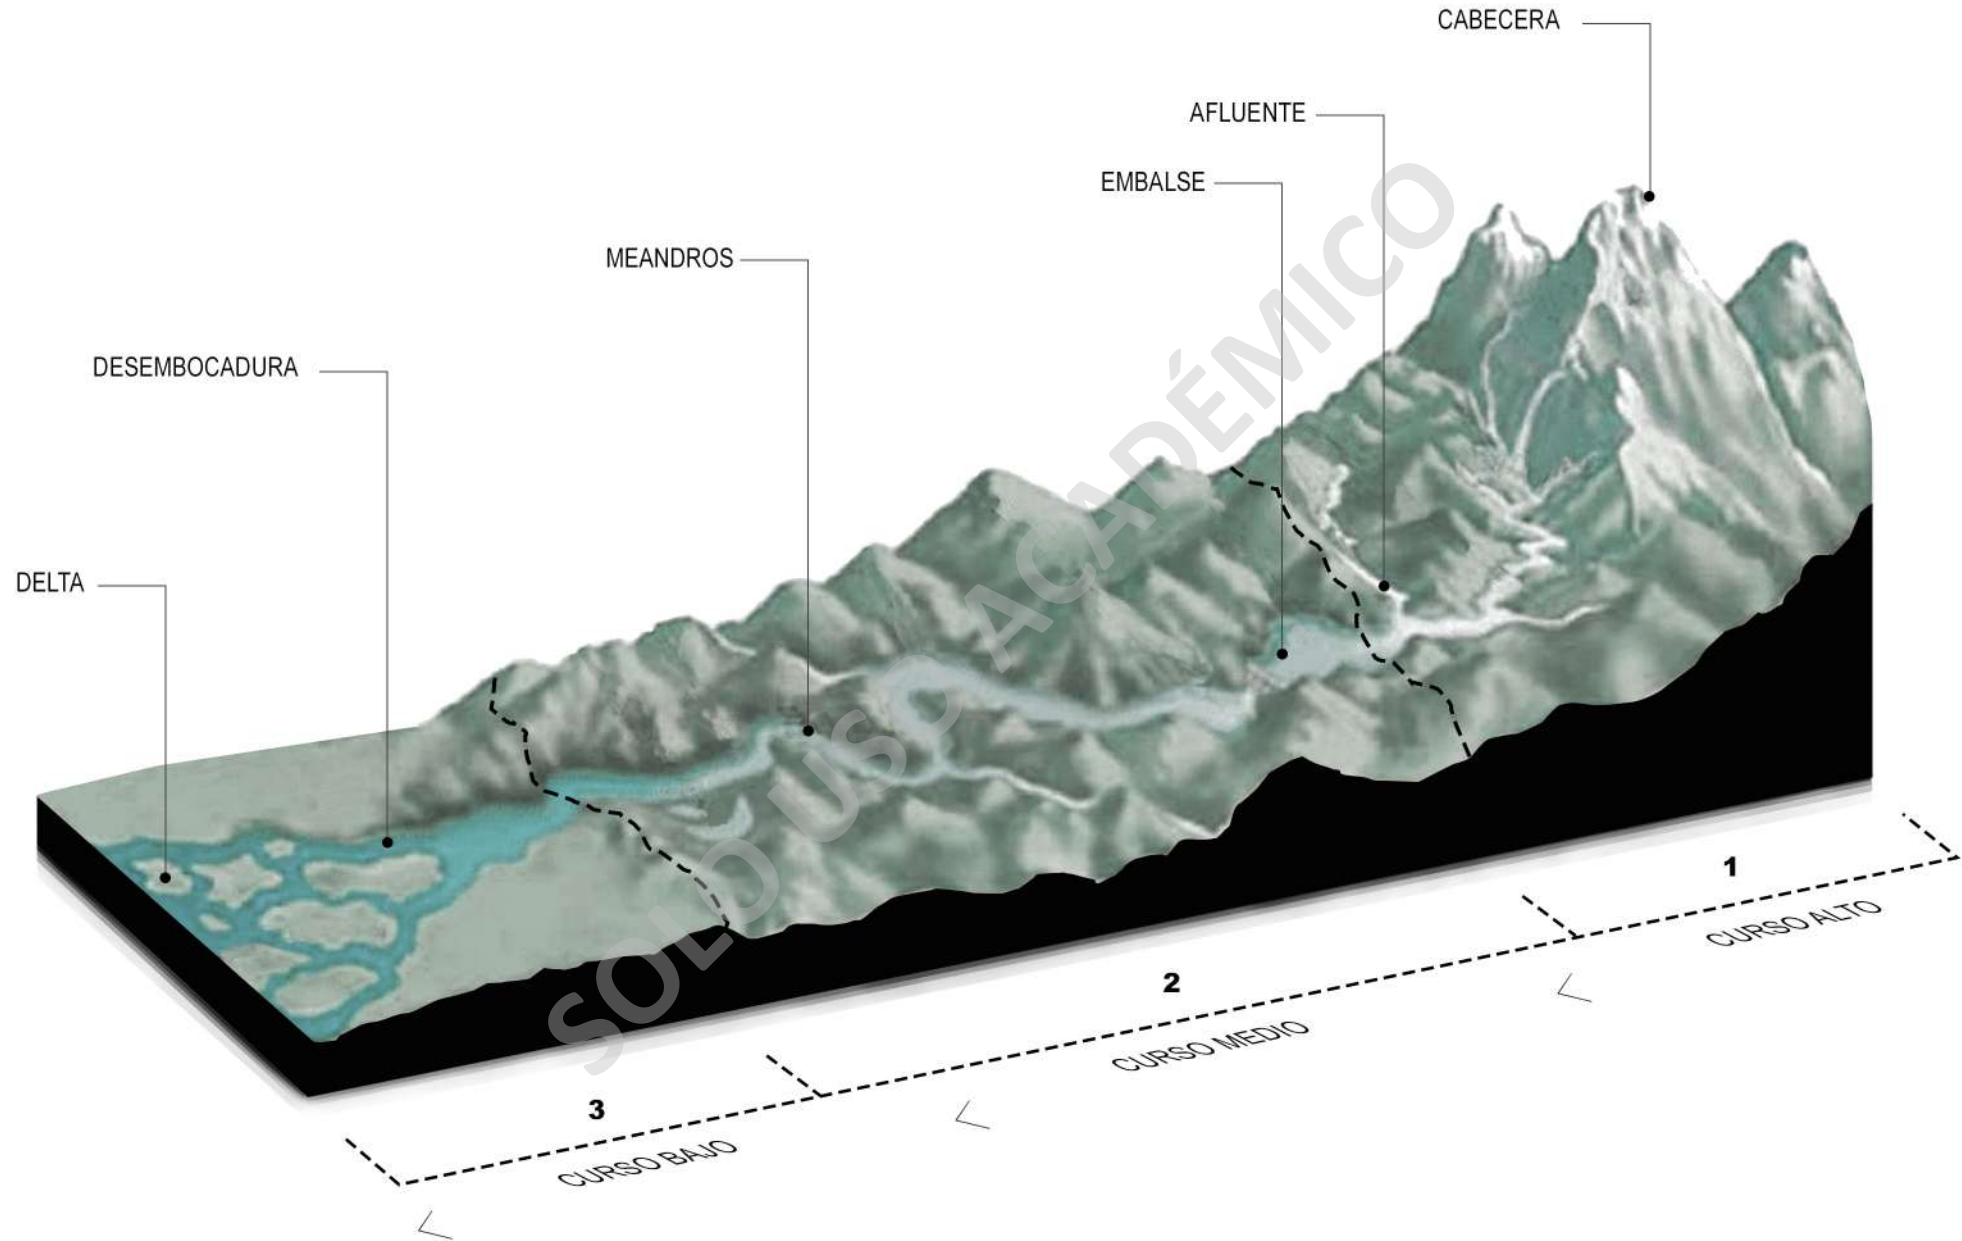 CABECERA
AFLUENTE
EMBALSE
MEANDROS
DESEMBOCADURA
DELTA
SOLO USO ACADÉMICO
1
CURSO ALTO
2
CURSO MEDIO
3
CURSO BAJO